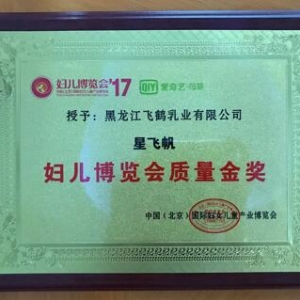 妇儿博览会'17 QIY 爱奇艺
授予：黑龙江飞鹤乳业有限公司
星飞帆
妇儿博览会质量金奖
中国（北京）国际妇女儿童产业博览会